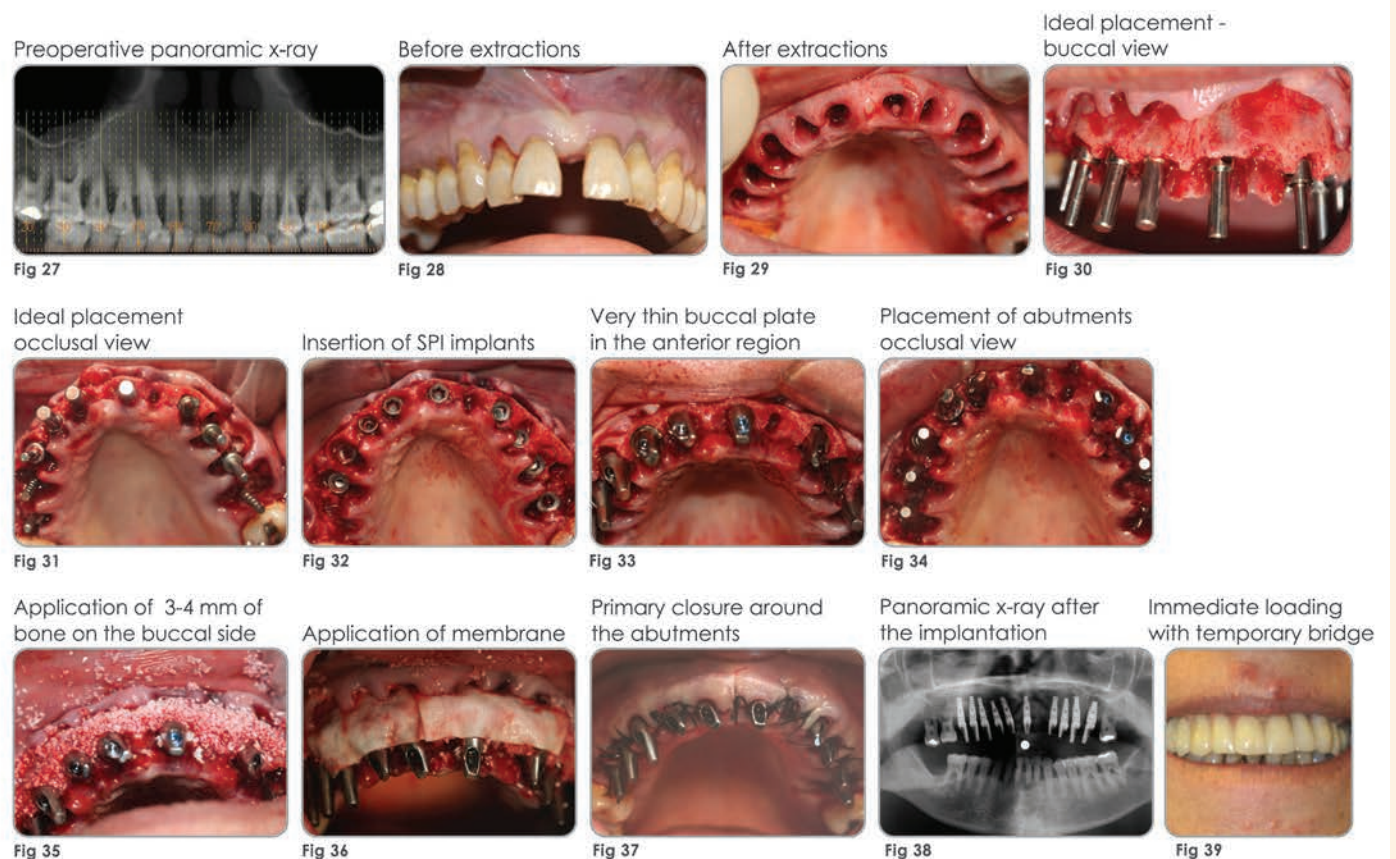 Preoperative panoramic x-ray
Before extractions
After extractions
Ideal placement -
buccal view
Fig 27
Fig 28
Fig 29
Fig 30
Ideal placement
occlusal view
Insertion of SPI implants
Very thin buccal plate
in the anterior region
Placement of abutments
occlusal view
Fig 31
Fig 32
Fig 33
Fig 34
Application of 3-4 mm of
bone on the buccal side
Application of membrane
Primary closure around
the abutments
Panoramic x-ray after
the implantation
Immediate loading
with temporary bridge
Fig 35
Fig 36
Fig 37
Fig 38
Fig 39